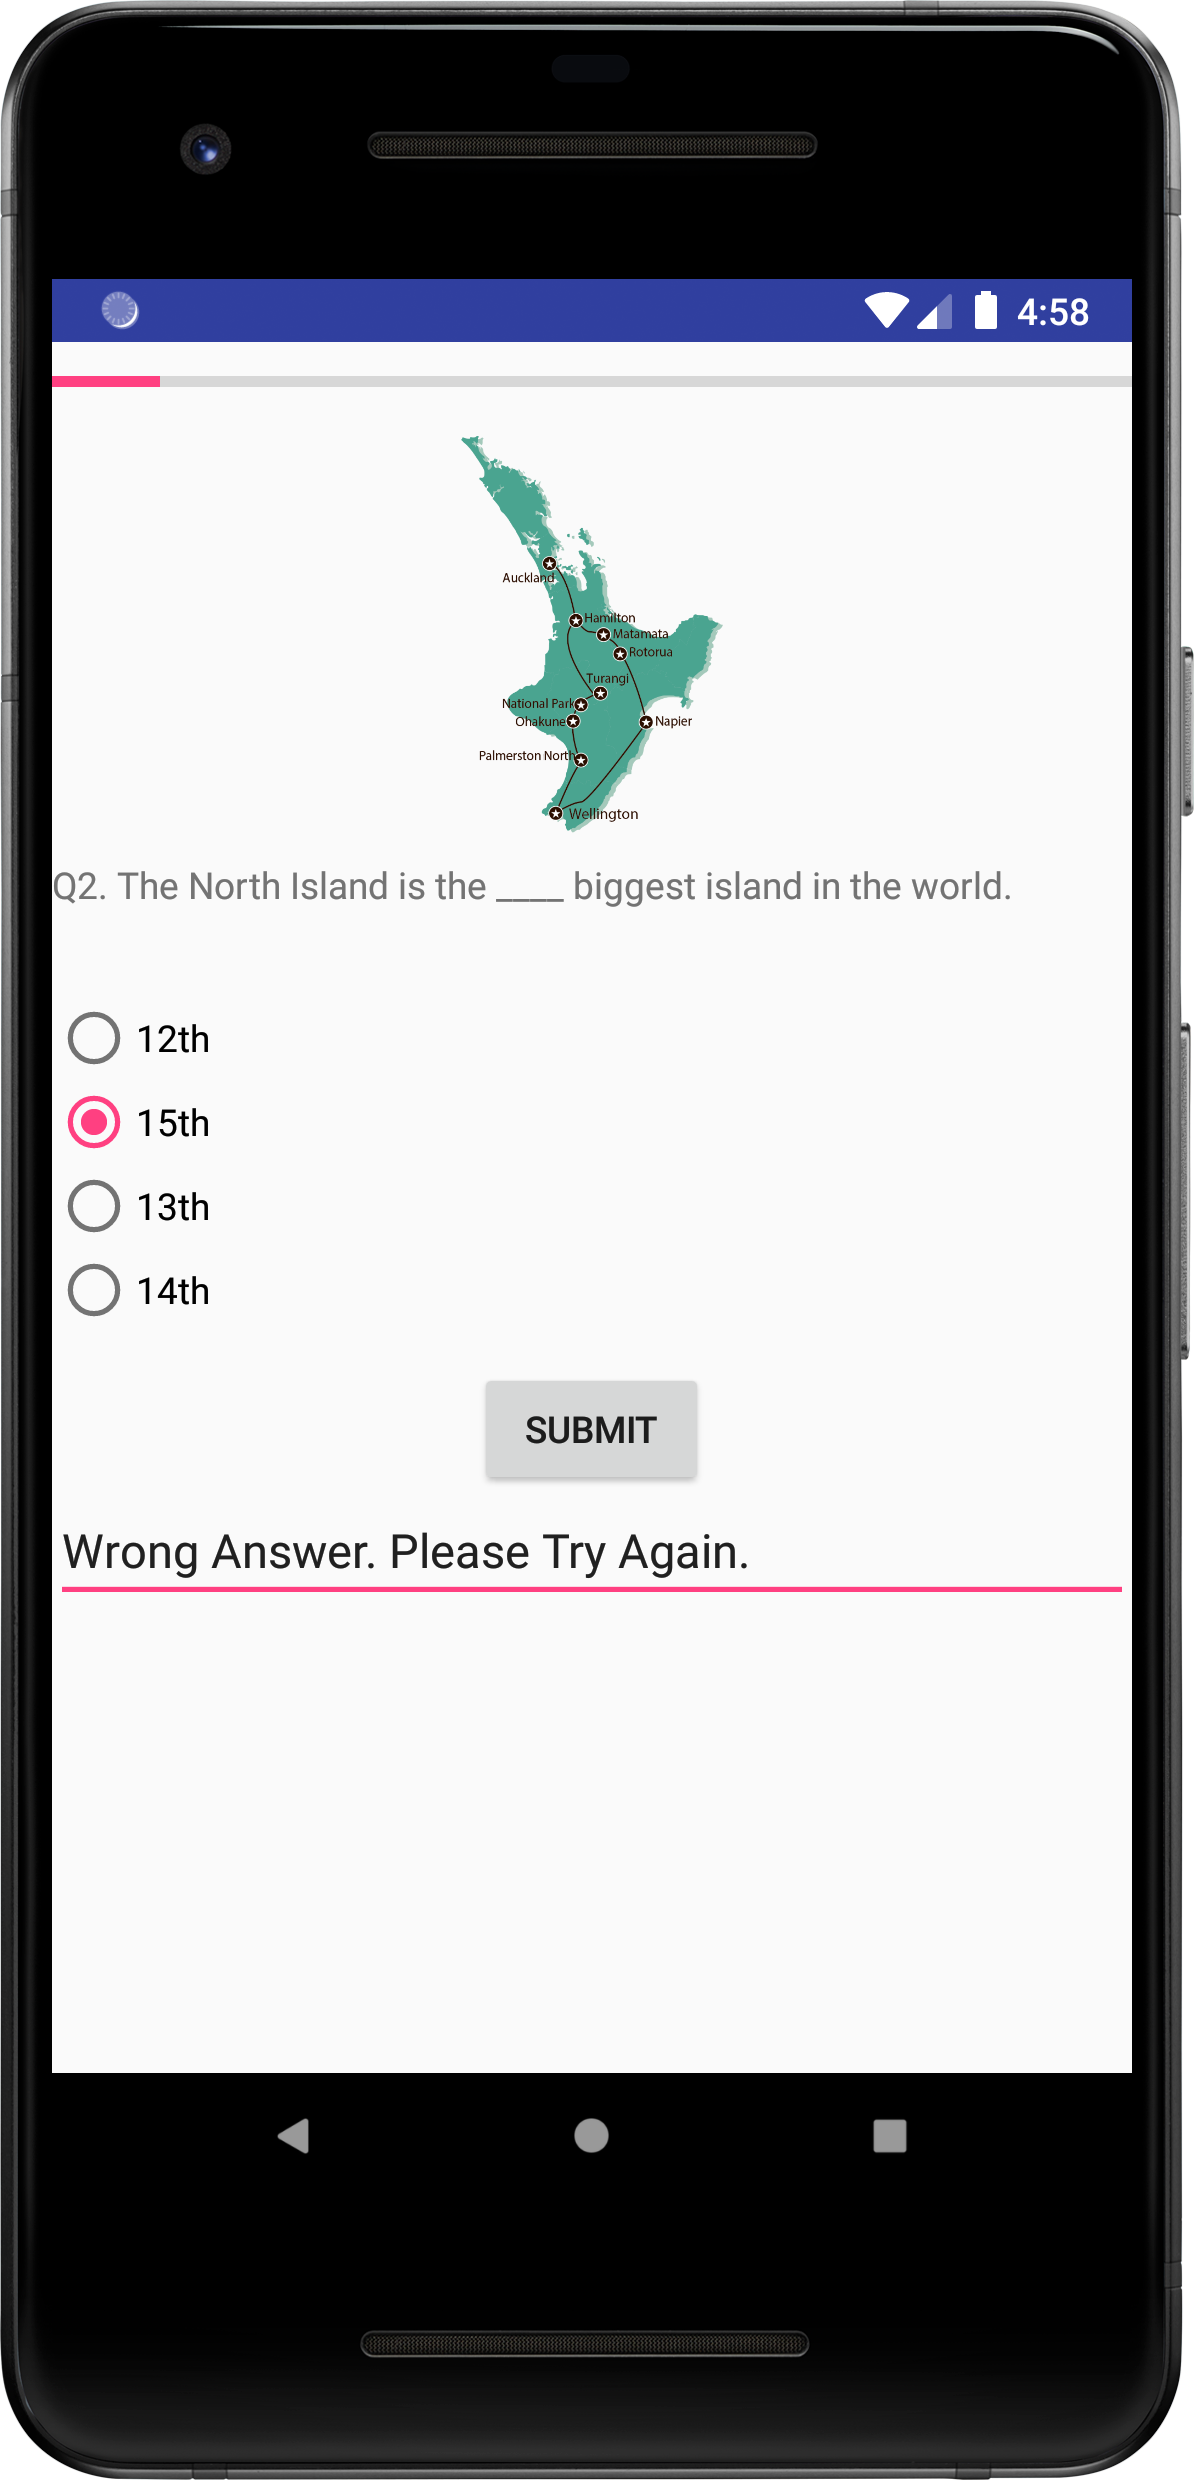 4:58
Auckland
Hamilton
Matamata
Rotorua
Turangi
National Park
Ohakune
Napier
Palmerston North
Wellington
Q2. The North Island is the ____ biggest island in the world.
12th
15th
13th
14th
SUBMIT
Wrong Answer. Please Try Again.